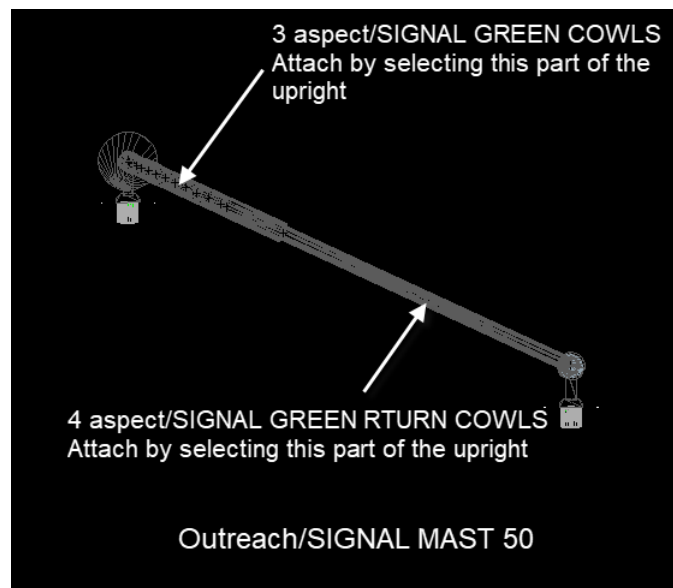 3 aspect/SIGNAL GREEN COWLS
Attach by selecting this part of the
upright
4 aspect/SIGNAL GREEN RTURN COWLS
Attach by selecting this part of the upright
Outreach/SIGNAL MAST 50